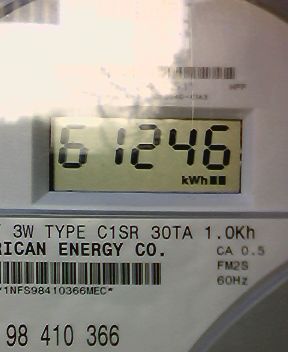 61246
kWh
3W TYPE C1SR 30TA 1.0Kh
RICAN ENERGY CO.
CA 0.5
FM2S
60Hz
1NFS98410366MEC*
98 410 366